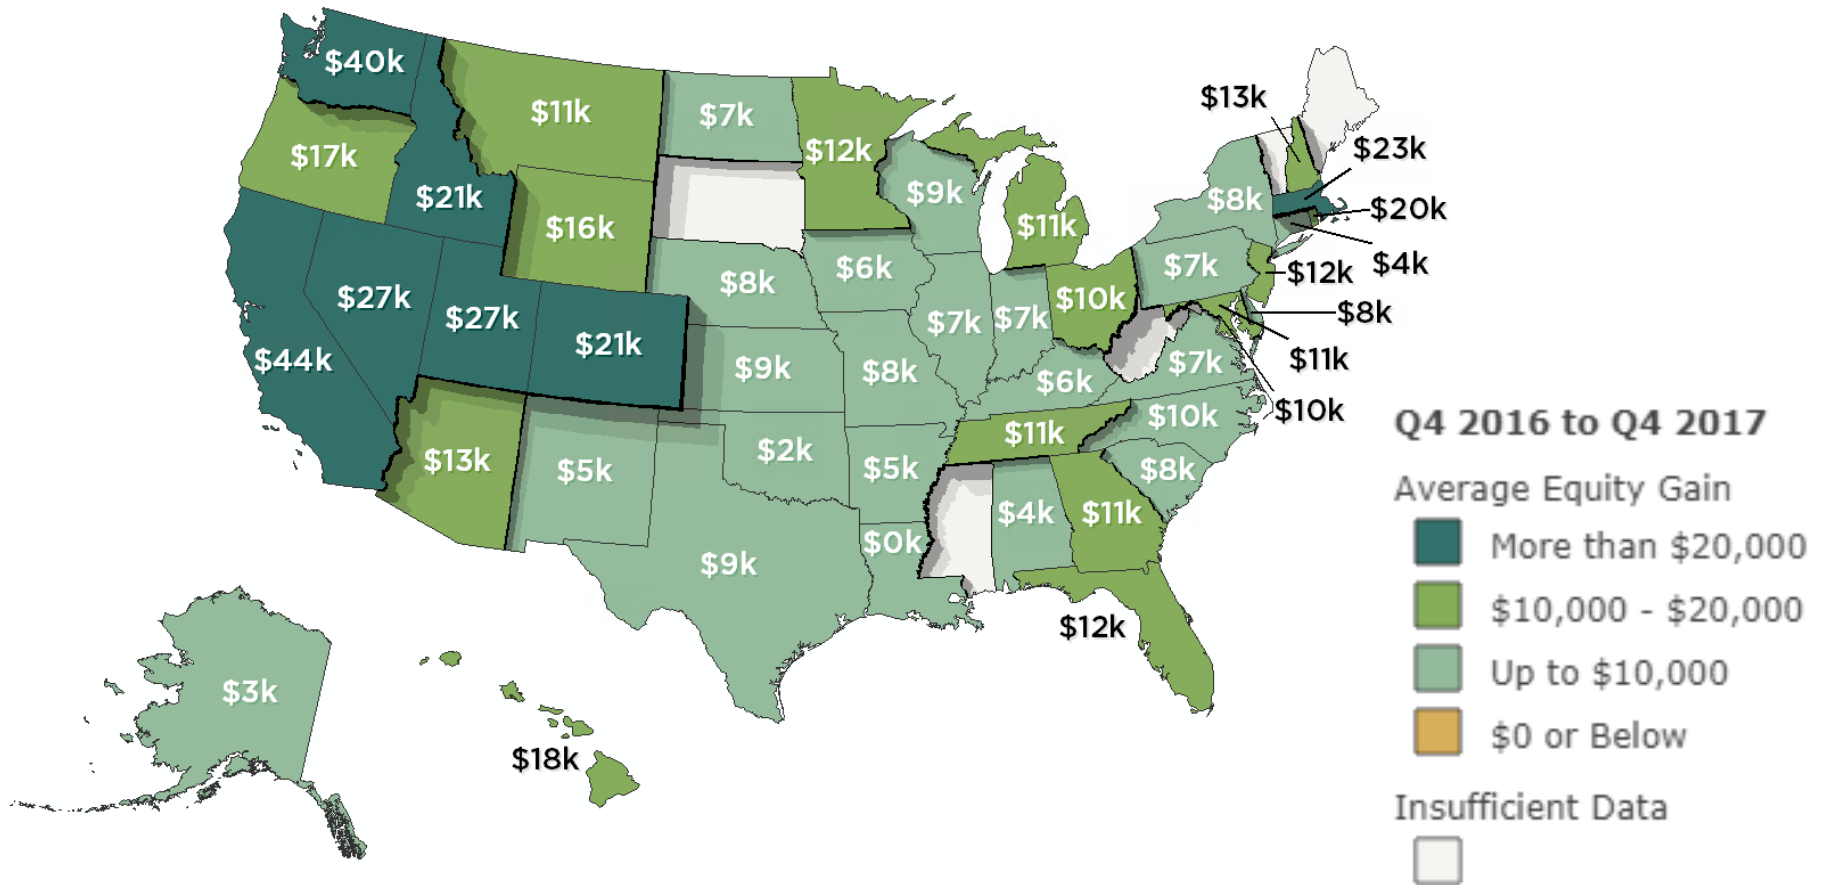 $40k
$11k
$7k
$12k
$13k
$17k
$21k
$16k
$9k
$11k
$8k
$23k
$20k
$4k
$27k
$27k
$21k
$8k
$6k
$7k
$7k
$10k
$7k
$12k
$8k
$11k
$10k
$44k
$9k
$8k
$6k
$7k
$13k
$5k
$2k
$5k
$11k
$10k
$8k
$9k
$0k
$4k
$11k
$12k
$3k
$18k
Q4 2016 to Q4 2017
Average Equity Gain
More than $20,000
$10,000 - $20,000
Up to $10,000
$0 or Below
Insufficient Data